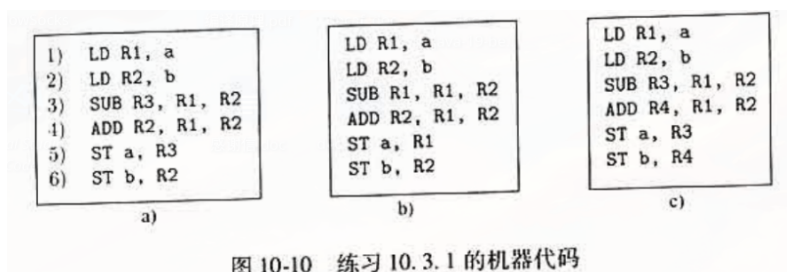 1) LD R1, a
2) LD R2, b
3) SUB R3, R1, R2
4) ADD R2, R1, R2
5) ST a, R3
6) ST b, R2
a)
LD R1, a
LD R2, b
SUB R1, R1, R2
ADD R2, R1, R2
ST a, R1
ST b, R2
b)
LD R1, a
LD R2, b
SUB R3, R1, R2
ADD R4, R1, R2
ST a, R3
ST b, R4
c)
图 10-10 练习 10.3.1 的机器代码